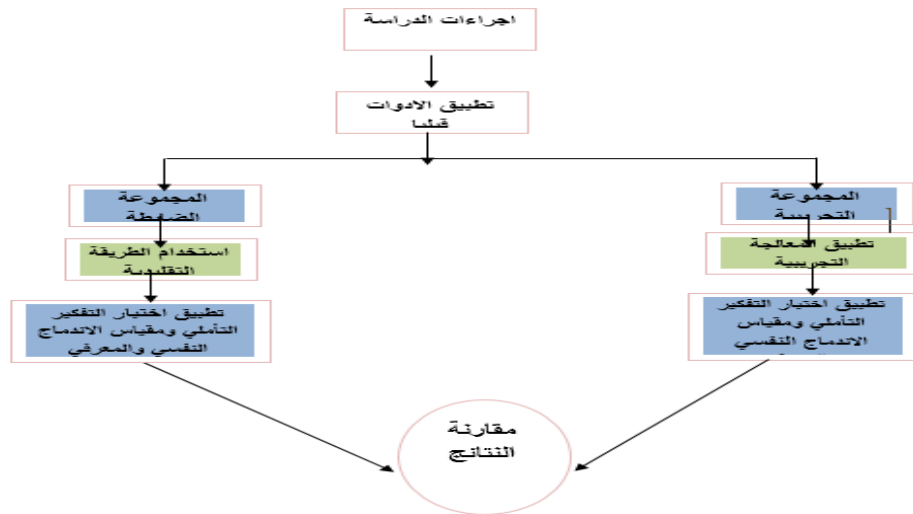 اجراءات الدراسة
تطبيق الادوات
قبليا
المجموعة
التجريبية
تطبيق المعالجة
التجريبية
تطبيق اختبار التفكير
التأملي ومقياس
الاندماج النفسي
المجموعة
الضابطة
استخدام الطريقة
التقليدية
تطبيق اختبار التفكير
التأملي ومقياس الاندماج
النفسي والمعرفي
مقارنة
النتائج